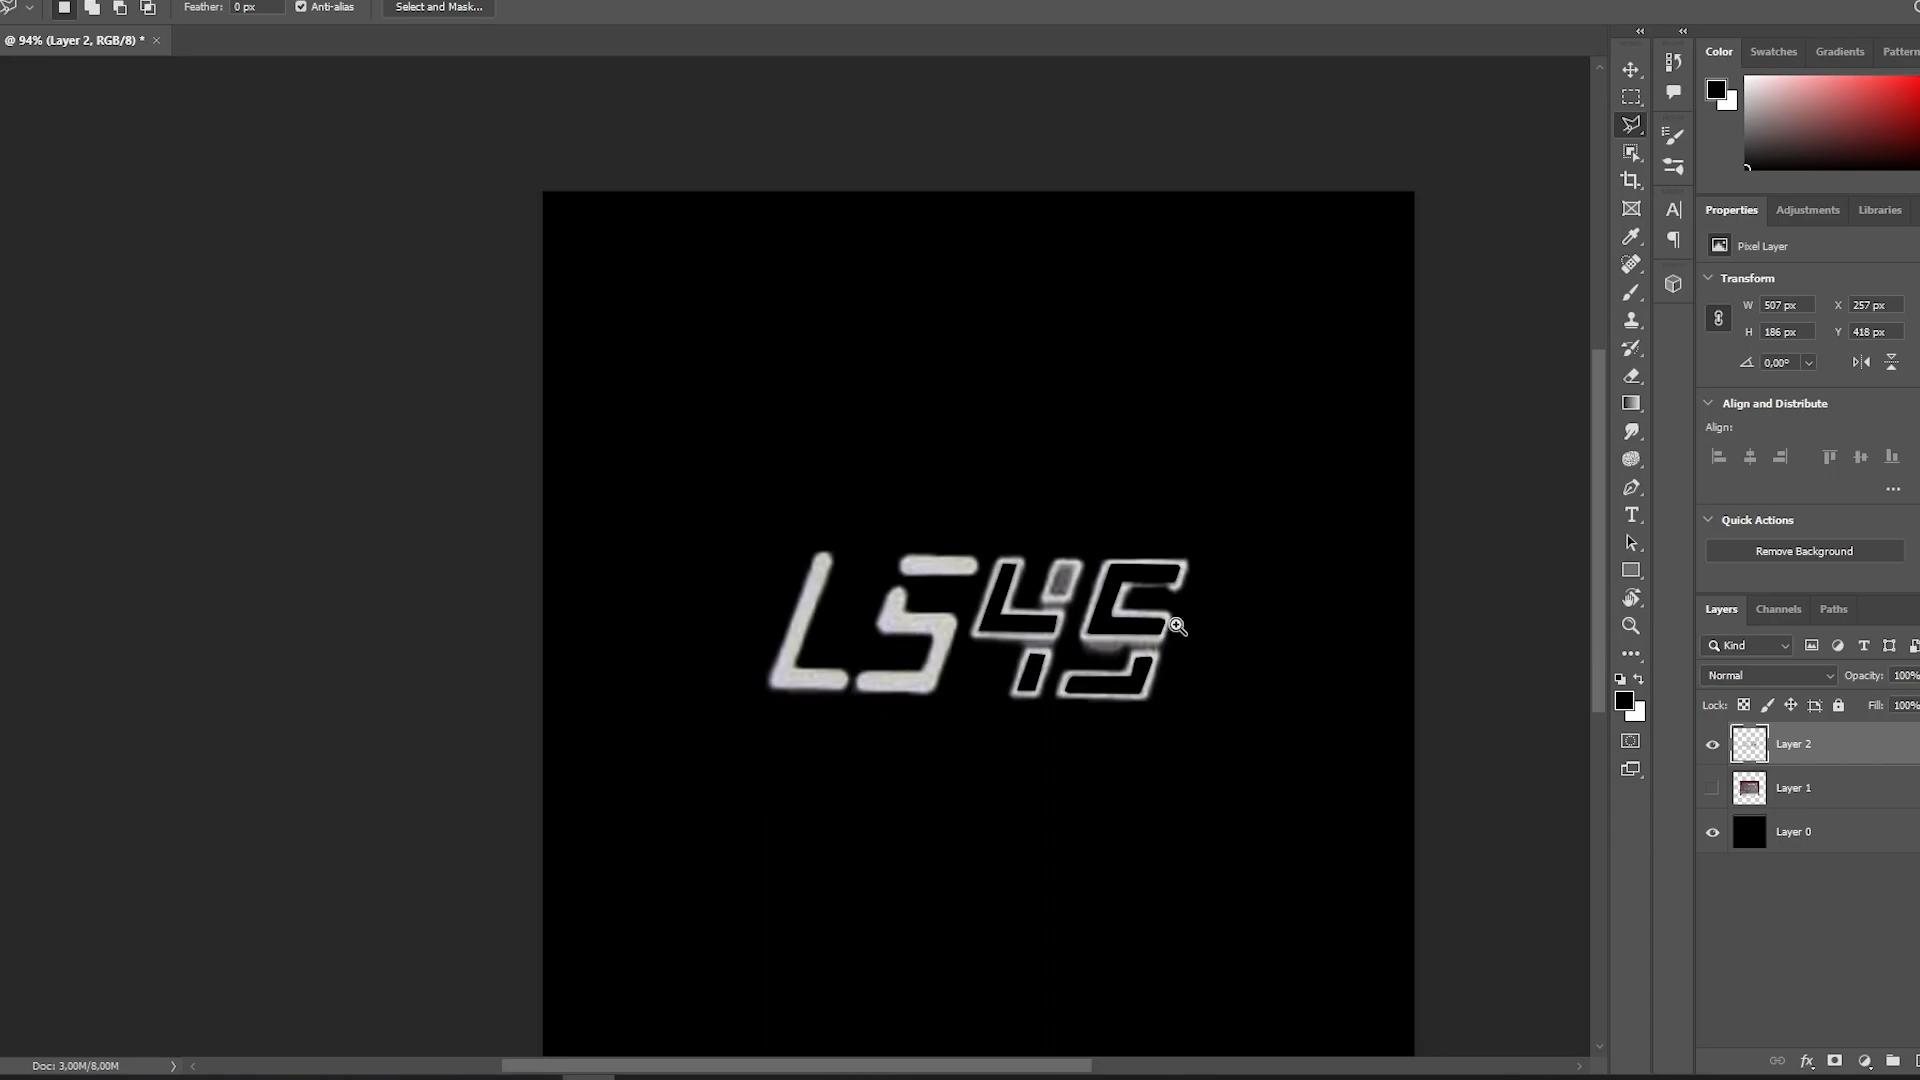 Feather: 0 px Anti-alias Select and Mask...
@ 94% (Layer 2, RGB/8) * ×
LS45
Doc: 3,00M/8,00M
Color Swatches Gradients Pattern
Properties Adjustments Libraries
Pixel Layer
Transform
W 507 px X 257 px
H 186 px Y 418 px
0,00°
Align and Distribute
Align:
Quick Actions
Remove Background
Layers Channels Paths
Kind
Normal Opacity: 100%
Lock: Fill: 100%
Layer 2
Layer 1
Layer 0